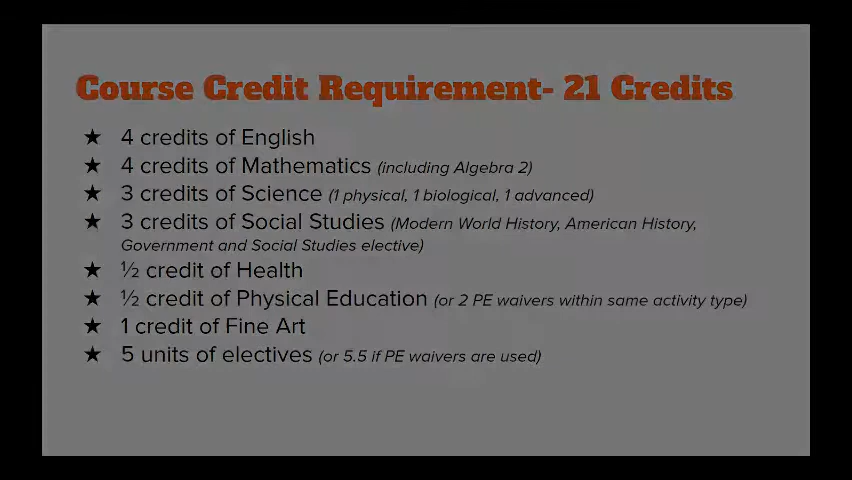 Course Credit Requirement- 21 Credits
★ 4 credits of English
★ 4 credits of Mathematics (including Algebra 2)
★ 3 credits of Science (1 physical, 1 biological, 1 advanced)
★ 3 credits of Social Studies (Modern World History, American History,
Government and Social Studies elective)
★ ½ credit of Health
★ ½ credit of Physical Education (or 2 PE waivers within same activity type)
★ 1 credit of Fine Art
★ 5 units of electives (or 5.5 if PE waivers are used)